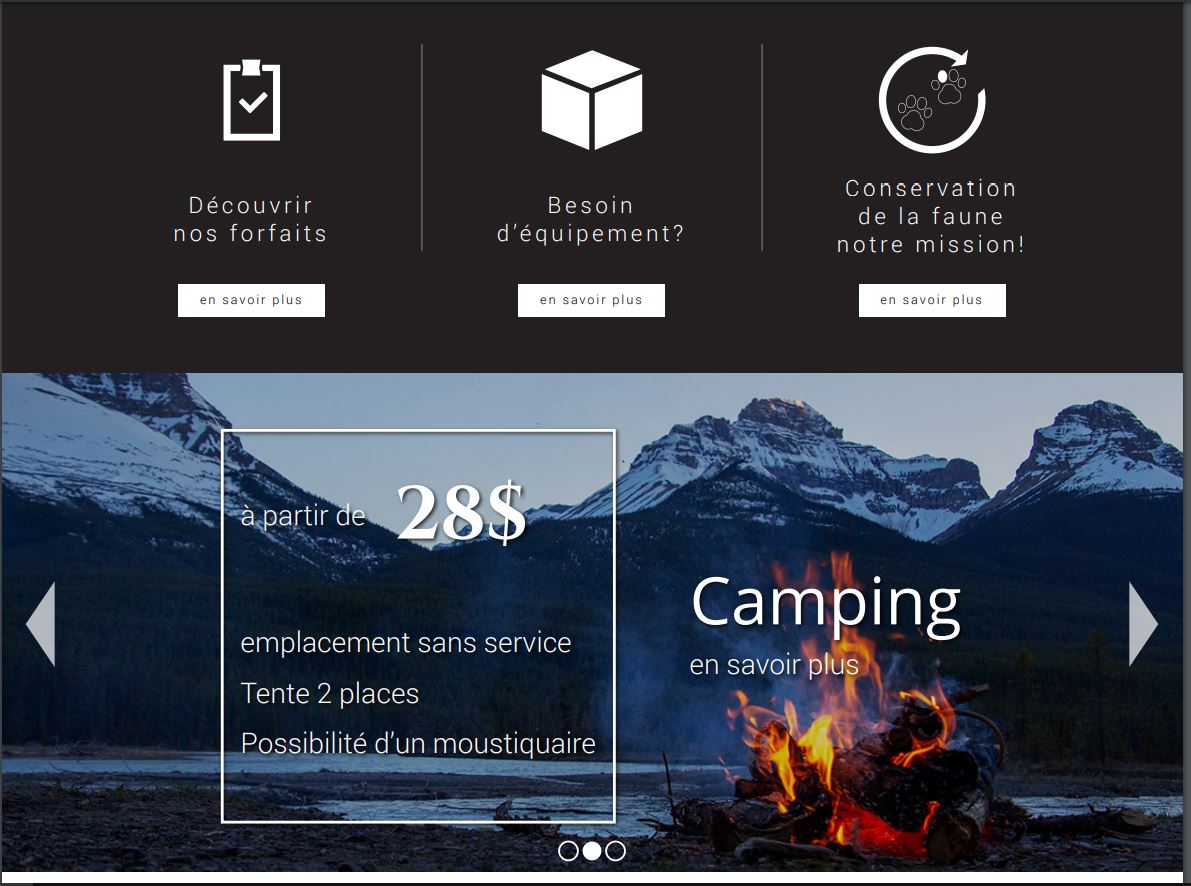 Découvrir
nos forfaits
en savoir plus
Besoin
d'équipement?
en savoir plus
Conservation
de la faune
notre mission!
en savoir plus
à partir de 28$
emplacement sans service
Tente 2 places
Possibilité d'un moustiquaire
Camping
en savoir plus